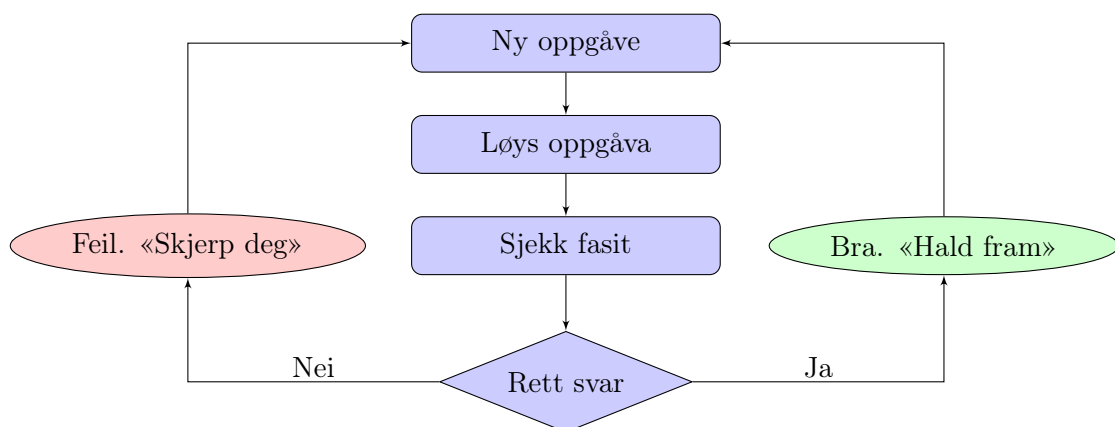 Ny oppgåve
Løys oppgåva
Feil. «Skjerp deg»
Sjekk fasit
Bra. «Hald fram»
Nei
Rett svar
Ja